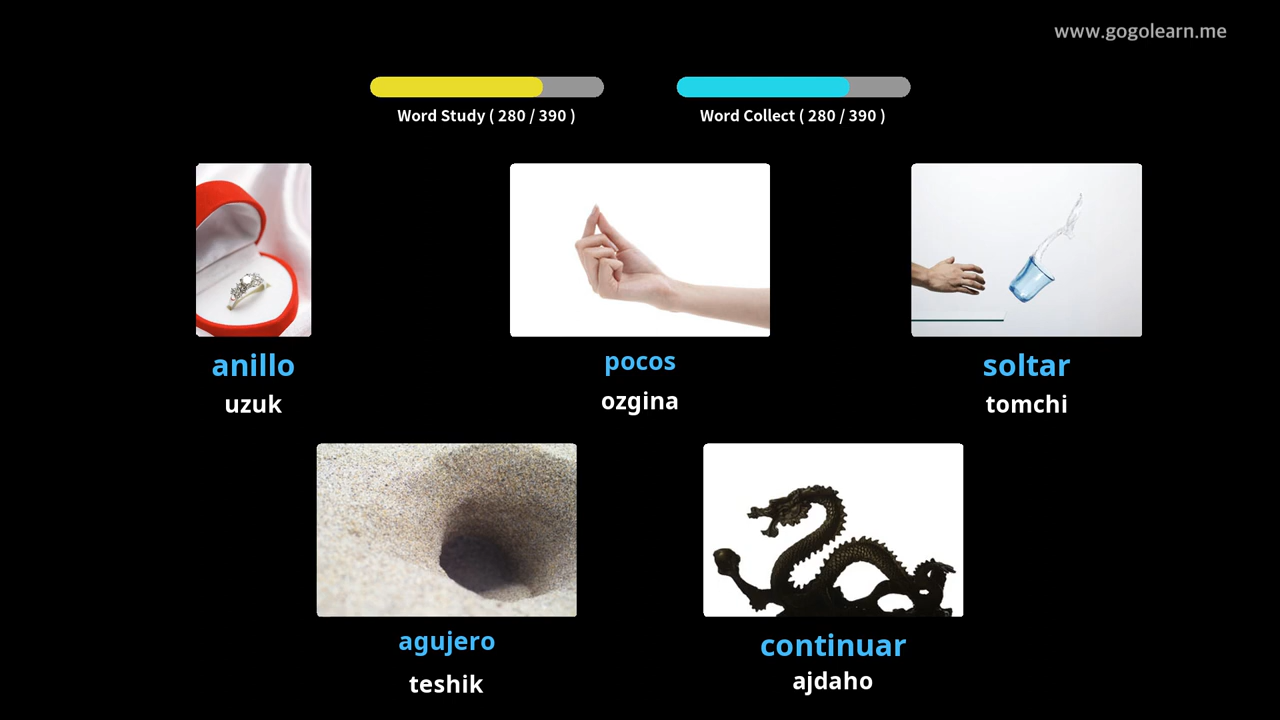 www.gogolearn.me
Word Study ( 280 / 390 )
Word Collect ( 280 / 390 )
anillo
uzuk
pocos
ozgina
soltar
tomchi
agujero
teshik
continuar
ajdaho